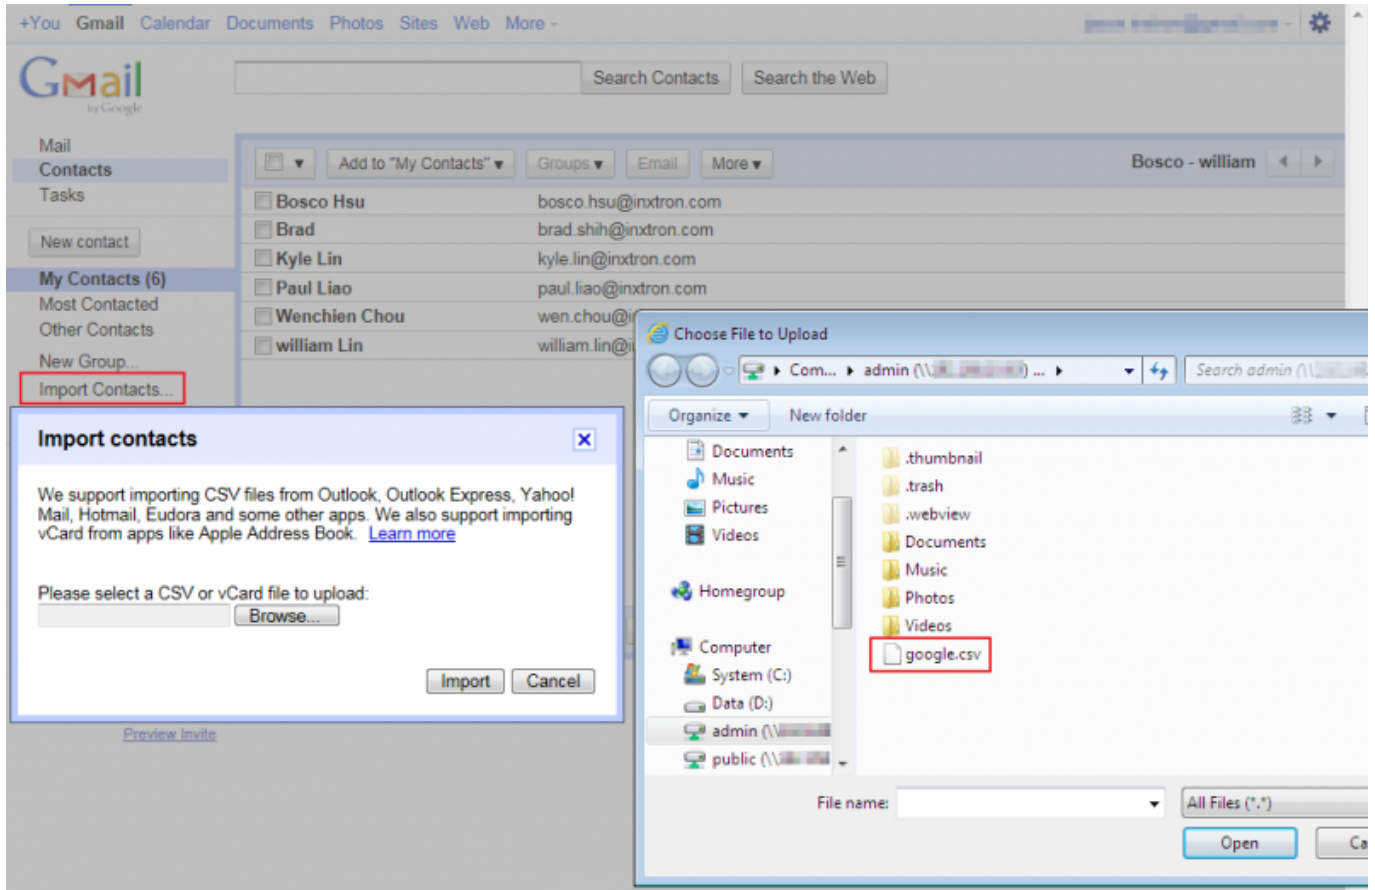 +You Gmail Calendar Documents Photos Sites Web More
Gmail
by Google
Search Contacts Search the Web
Mail
Contacts
Tasks
New contact
My Contacts (6)
Most Contacted
Other Contacts
New Group...
Import Contacts...
Add to "My Contacts" Groups Email More Bosco - william
Bosco Hsu bosco.hsu@inxtron.com
Brad brad.shih@inxtron.com
Kyle Lin kyle.lin@inxtron.com
Paul Liao paul.liao@inxtron.com
Wenchien Chou wen.chou@i
william Lin william.lin@i
Import contacts
We support importing CSV files from Outlook, Outlook Express, Yahoo!
Mail, Hotmail, Eudora and some other apps. We also support importing
vCard from apps like Apple Address Book. Learn more
Please select a CSV or vCard file to upload:
Browse...
Import Cancel
Preview Invite
Choose File to Upload
Com... admin (\\ ) ... Search admin (\\
Organize New folder
Documents
Music
Pictures
Videos
Homegroup
Computer
System (C:)
Data (D:)
admin (\\
public (\\
.thumbnail
.trash
.webview
Documents
Music
Photos
Videos
google.csv
File name: All Files (*.*)
Open Ca